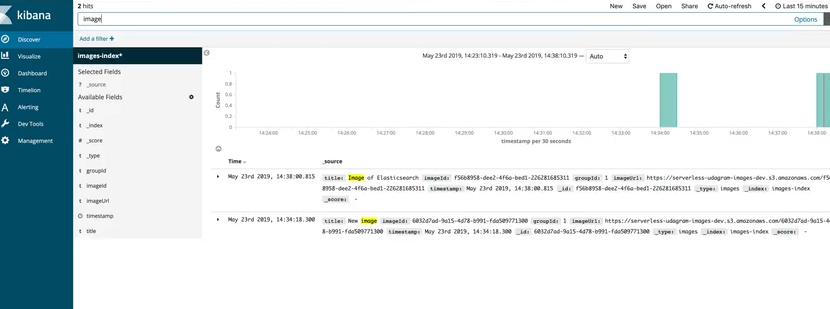 kibana
Discover
Visualize
Dashboard
Timelion
Alerting
Dev Tools
Management
2 hits
New Save Open Share Auto-refresh Last 15 minutes
image
Options
Add a filter +
images-index*
Selected Fields
? _source
Available Fields
t _id
t _index
# _score
t _type
t groupId
t imageId
t imageUrl
timestamp
t title
May 23rd 2019, 14:23:10.319 - May 23rd 2019, 14:38:10.319 — Auto
Count
1
0.8
0.6
0.4
0.2
0
14:24:00 14:25:00 14:26:00 14:27:00 14:28:00 14:29:00 14:30:00 14:31:00 14:32:00 14:33:00 14:34:00 14:35:00 14:36:00 14:37:00 14:38:00
timestamp per 30 seconds
Time _source
May 23rd 2019, 14:38:00.815 title: Image of Elasticsearch imageId: f56b8958-dee2-4f6a-bed1-226281685311 groupId: 1 imageUrl: https://serverless-udagram-images-dev.s3.amazonaws.com/f5
8958-dee2-4f6a-bed1-226281685311 timestamp: May 23rd 2019, 14:38:00.815 _id: f56b8958-dee2-4f6a-bed1-226281685311 _type: images _index: images-index
_score: -
May 23rd 2019, 14:34:18.300 title: New image imageId: 6032d7ad-9a15-4d78-b991-fda509771300 groupId: 1 imageUrl: https://serverless-udagram-images-dev.s3.amazonaws.com/6032d7ad-9a15-4d7
8-b991-fda509771300 timestamp: May 23rd 2019, 14:34:18.300 _id: 6032d7ad-9a15-4d78-b991-fda509771300 _type: images _index: images-index _score: -